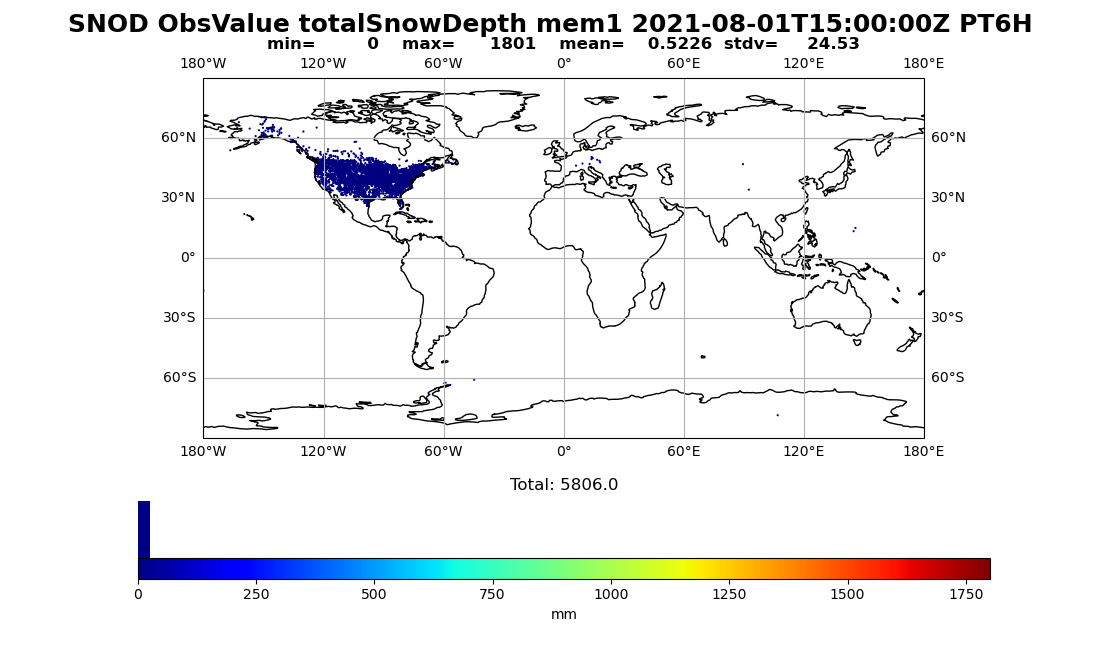 SNOD ObsValue totalSnowDepth mem1 2021-08-01T15:00:00Z PT6H
min= 0 max= 1801 mean= 0.5226 stdv= 24.53
180°W 120°W 60°W 0° 60°E 120°E 180°E
60°N 60°N
30°N 30°N
0° 0°
30°S 30°S
60°S 60°S
180°W 120°W 60°W 0° 60°E 120°E 180°E
Total: 5806.0
0 250 500 750 1000 1250 1500 1750
mm